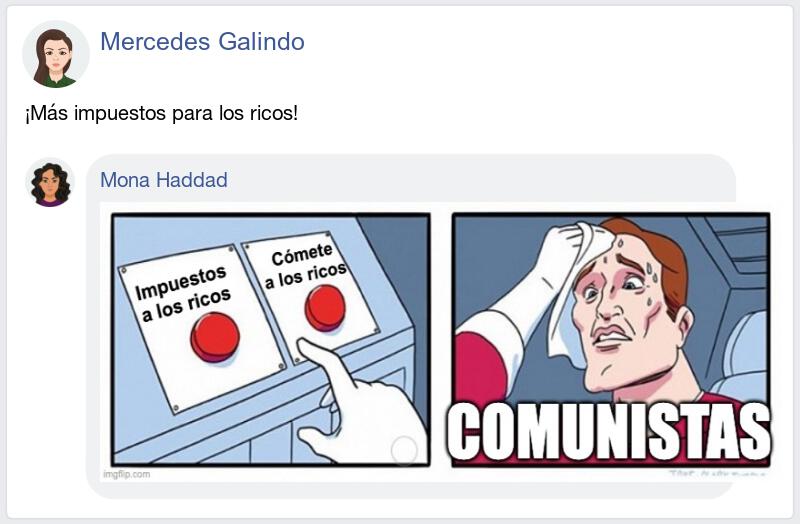 Mercedes Galindo
¡Más impuestos para los ricos!
Mona Haddad
Impuestos
a los ricos
Cómete
a los ricos
COMUNISTAS
imgflip.com